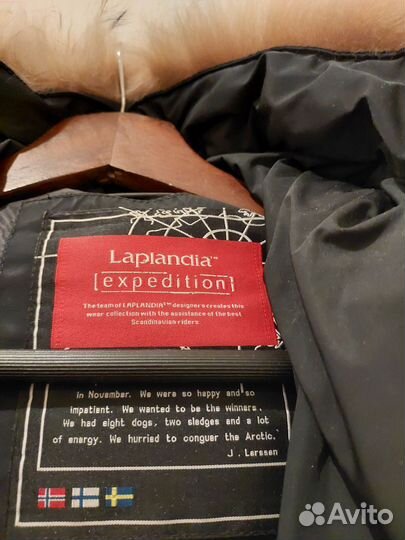 Laplandia™
[expedition]
The team of LAPLANDIA™ designers creates this
wear collection with the assistance of the best
Scandinavian riders.
in November. We were so happy and so
impatient. We wanted to be the winners.
We had eight dogs, two sledges and a lot
of energy. We hurried to conquer the Arctic.
J. Larssen
Avito